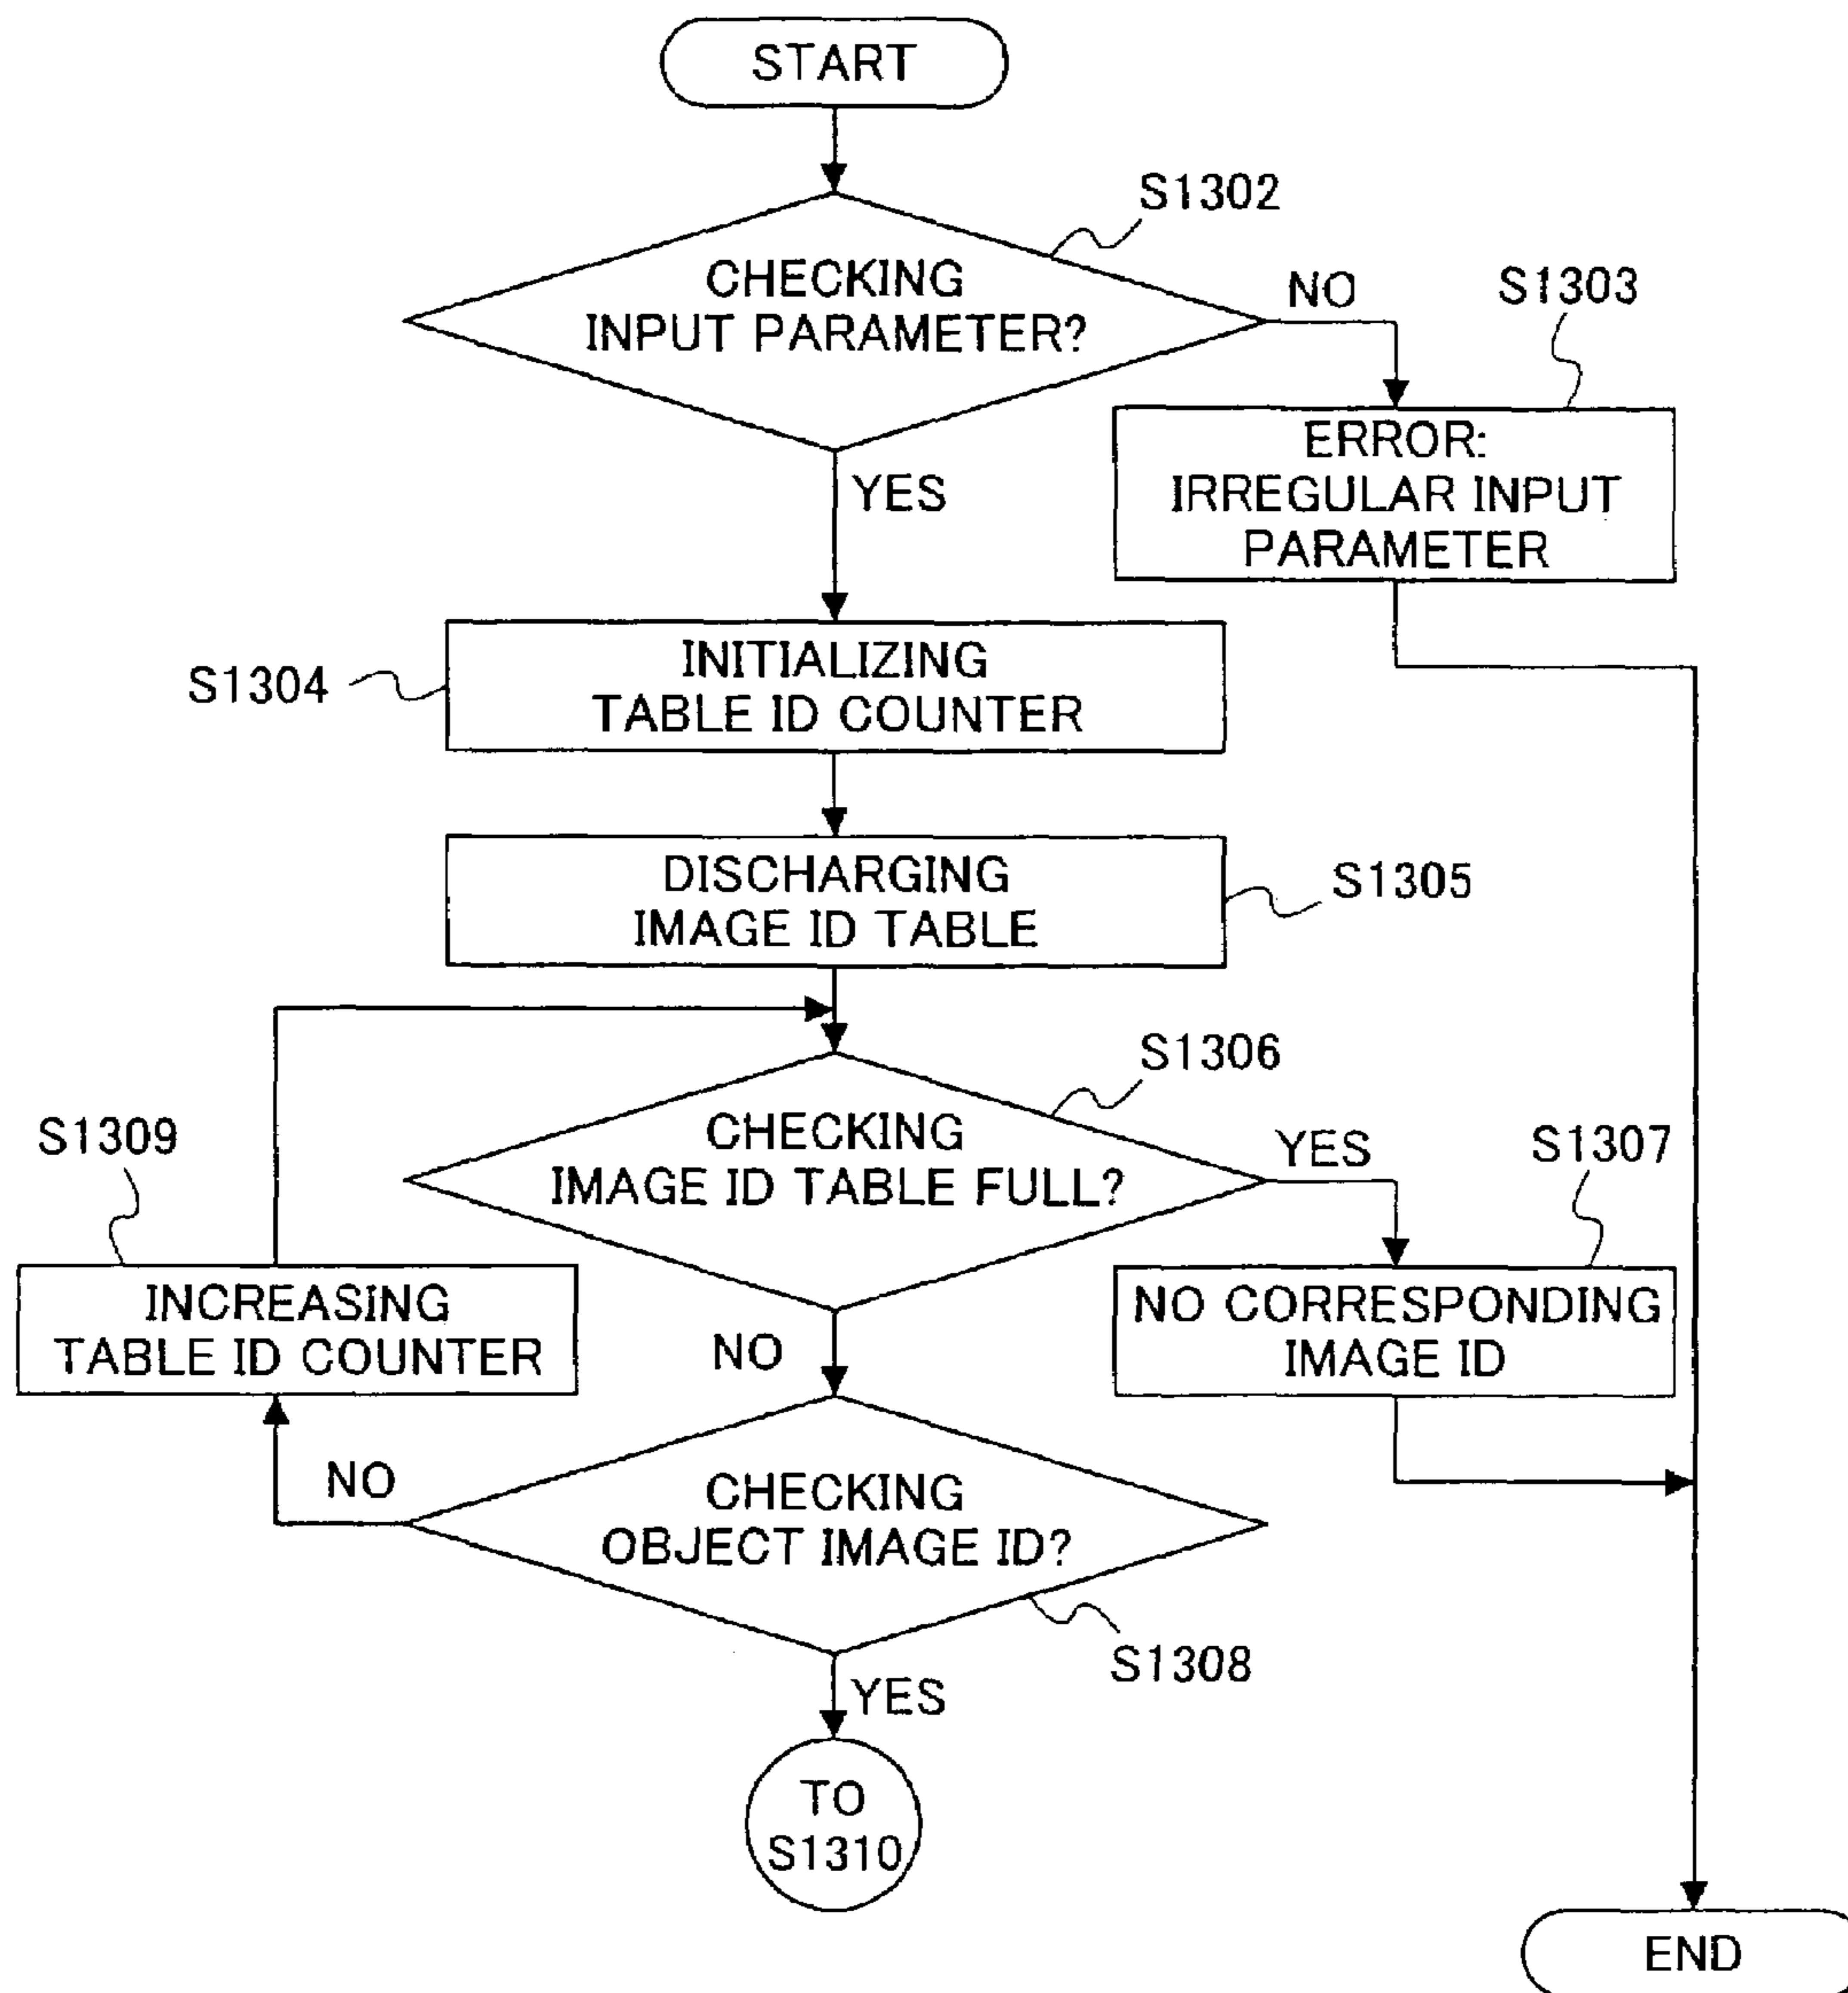 START
S1302
CHECKING
INPUT PARAMETER?
NO
S1303
ERROR:
IRREGULAR INPUT
PARAMETER
YES
INITIALIZING
TABLE ID COUNTER
S1304
DISCHARGING
IMAGE ID TABLE
S1305
S1306
CHECKING
IMAGE ID TABLE FULL?
YES
S1307
NO CORRESPONDING
IMAGE ID
S1309
INCREASING
TABLE ID COUNTER
NO
CHECKING
OBJECT IMAGE ID?
NO
S1308
YES
TO
S1310
END